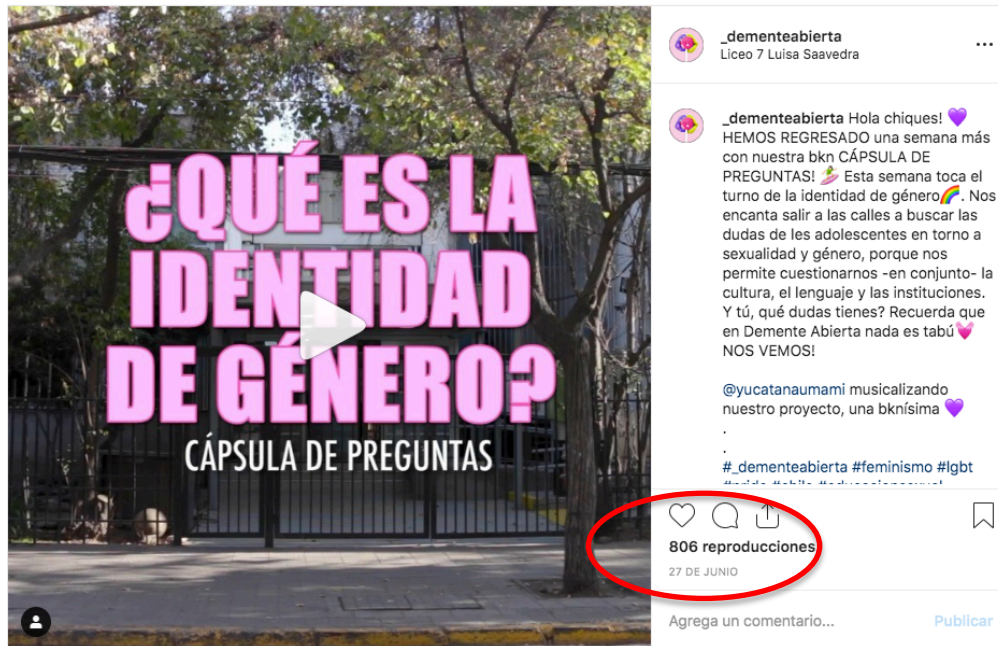 ¿QUÉ ES LA
IDENTIDAD
DE GÉNERO?
CÁPSULA DE PREGUNTAS
_dementeabierta
Liceo 7 Luisa Saavedra
_dementeabierta Hola chiques! 💜
HEMOS REGRESADO una semana más
con nuestra bkn CÁPSULA DE
PREGUNTAS! 🏄‍♀️ Esta semana toca el
turno de la identidad de género🌈. Nos
encanta salir a las calles a buscar las
dudas de les adolescentes en torno a
sexualidad y género, porque nos
permite cuestionarnos -en conjunto- la
cultura, el lenguaje y las instituciones.
Y tú, qué dudas tienes? Recuerda que
en Demente Abierta nada es tabú💓
NOS VEMOS!
@yucatanaumami musicalizando
nuestro proyecto, una bknísima 💜
.
.
#_dementeabierta #feminismo #lgbt
806 reproducciones
27 DE JUNIO
Agrega un comentario...
Publicar